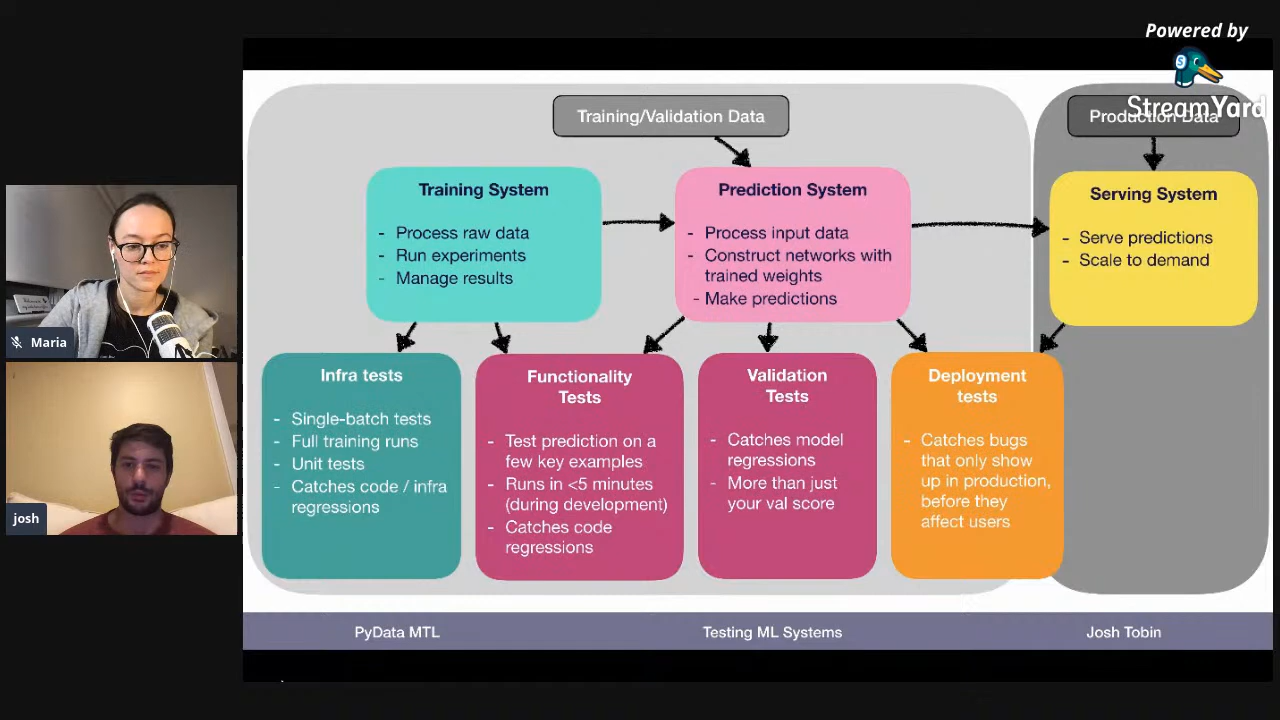 Powered by
StreamYard
Training/Validation Data
Production Data
Training System
- Process raw data
- Run experiments
- Manage results
Prediction System
- Process input data
- Construct networks with
trained weights
- Make predictions
Serving System
- Serve predictions
- Scale to demand
Infra tests
- Single-batch tests
- Full training runs
- Unit tests
- Catches code / infra
regressions
Functionality
Tests
- Test prediction on a
few key examples
- Runs in <5 minutes
(during development)
- Catches code
regressions
Validation
Tests
- Catches model
regressions
- More than just
your val score
Deployment
tests
- Catches bugs
that only show
up in production,
before they
affect users
Maria
josh
PyData MTL
Testing ML Systems
Josh Tobin